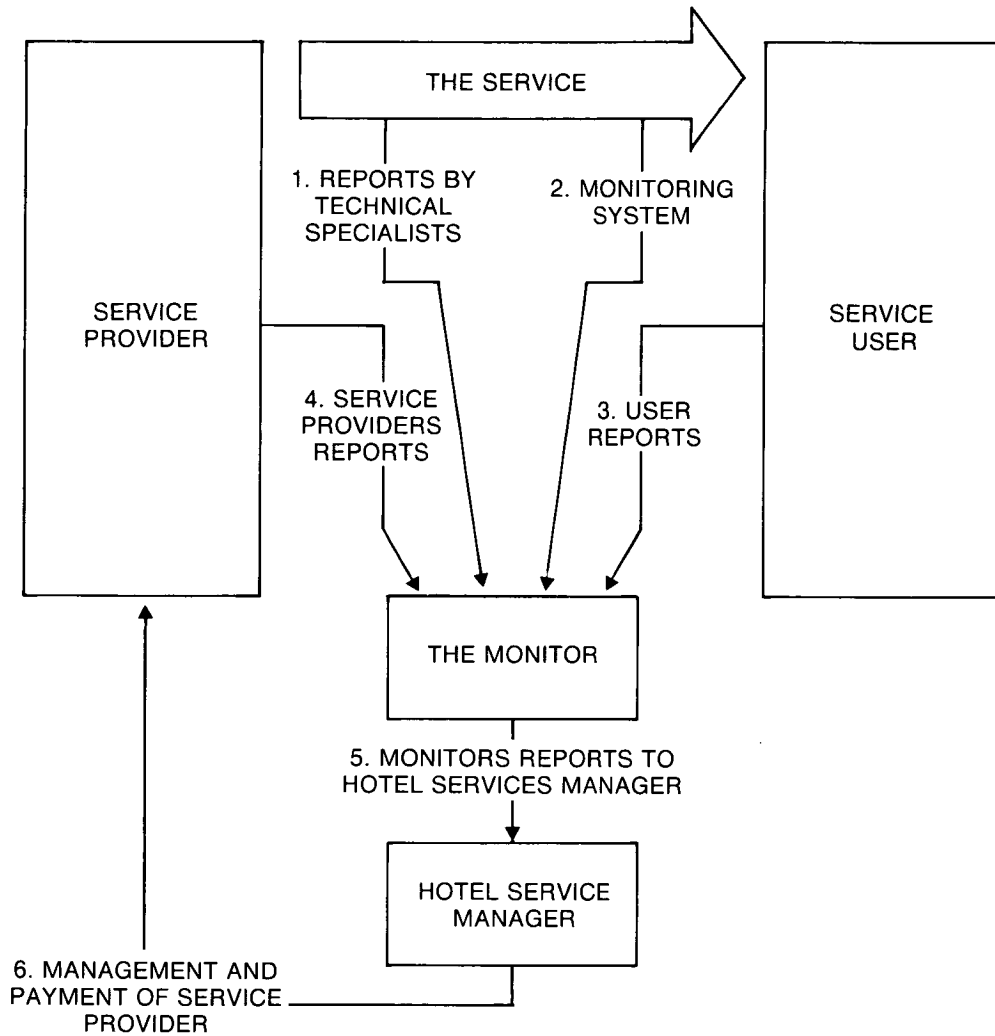 THE SERVICE
1. REPORTS BY
TECHNICAL
SPECIALISTS
2. MONITORING
SYSTEM
SERVICE
PROVIDER
SERVICE
USER
4. SERVICE
PROVIDERS
REPORTS
3. USER
REPORTS
THE MONITOR
5. MONITORS REPORTS TO
HOTEL SERVICES MANAGER
HOTEL SERVICE
MANAGER
6. MANAGEMENT AND
PAYMENT OF SERVICE
PROVIDER